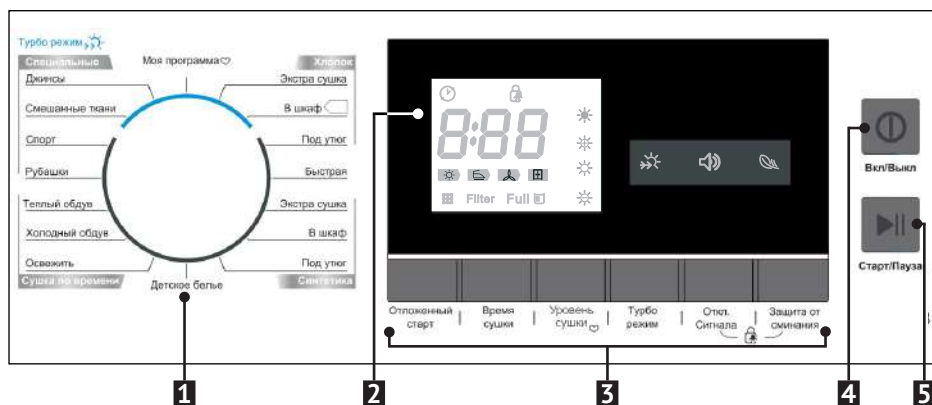 Турбо режим
Специальные
Моя программа
Хлопок
Джинсы
Экстра сушка
Смешанные ткани
В шкаф
Спорт
Под утюг
Рубашки
Быстрая
Теплый обдув
Экстра сушка
Холодный обдув
В шкаф
Освежить
Под утюг
Сушка по времени
Детское белье
Синтетика
8:88
Filter Full
Вкл/Выкл
Старт/Пауза
Отложенный старт
Время сушки
Уровень сушки
Турбо режим
Откл. Сигнала
Защита от сминания
1 2 3 4 5